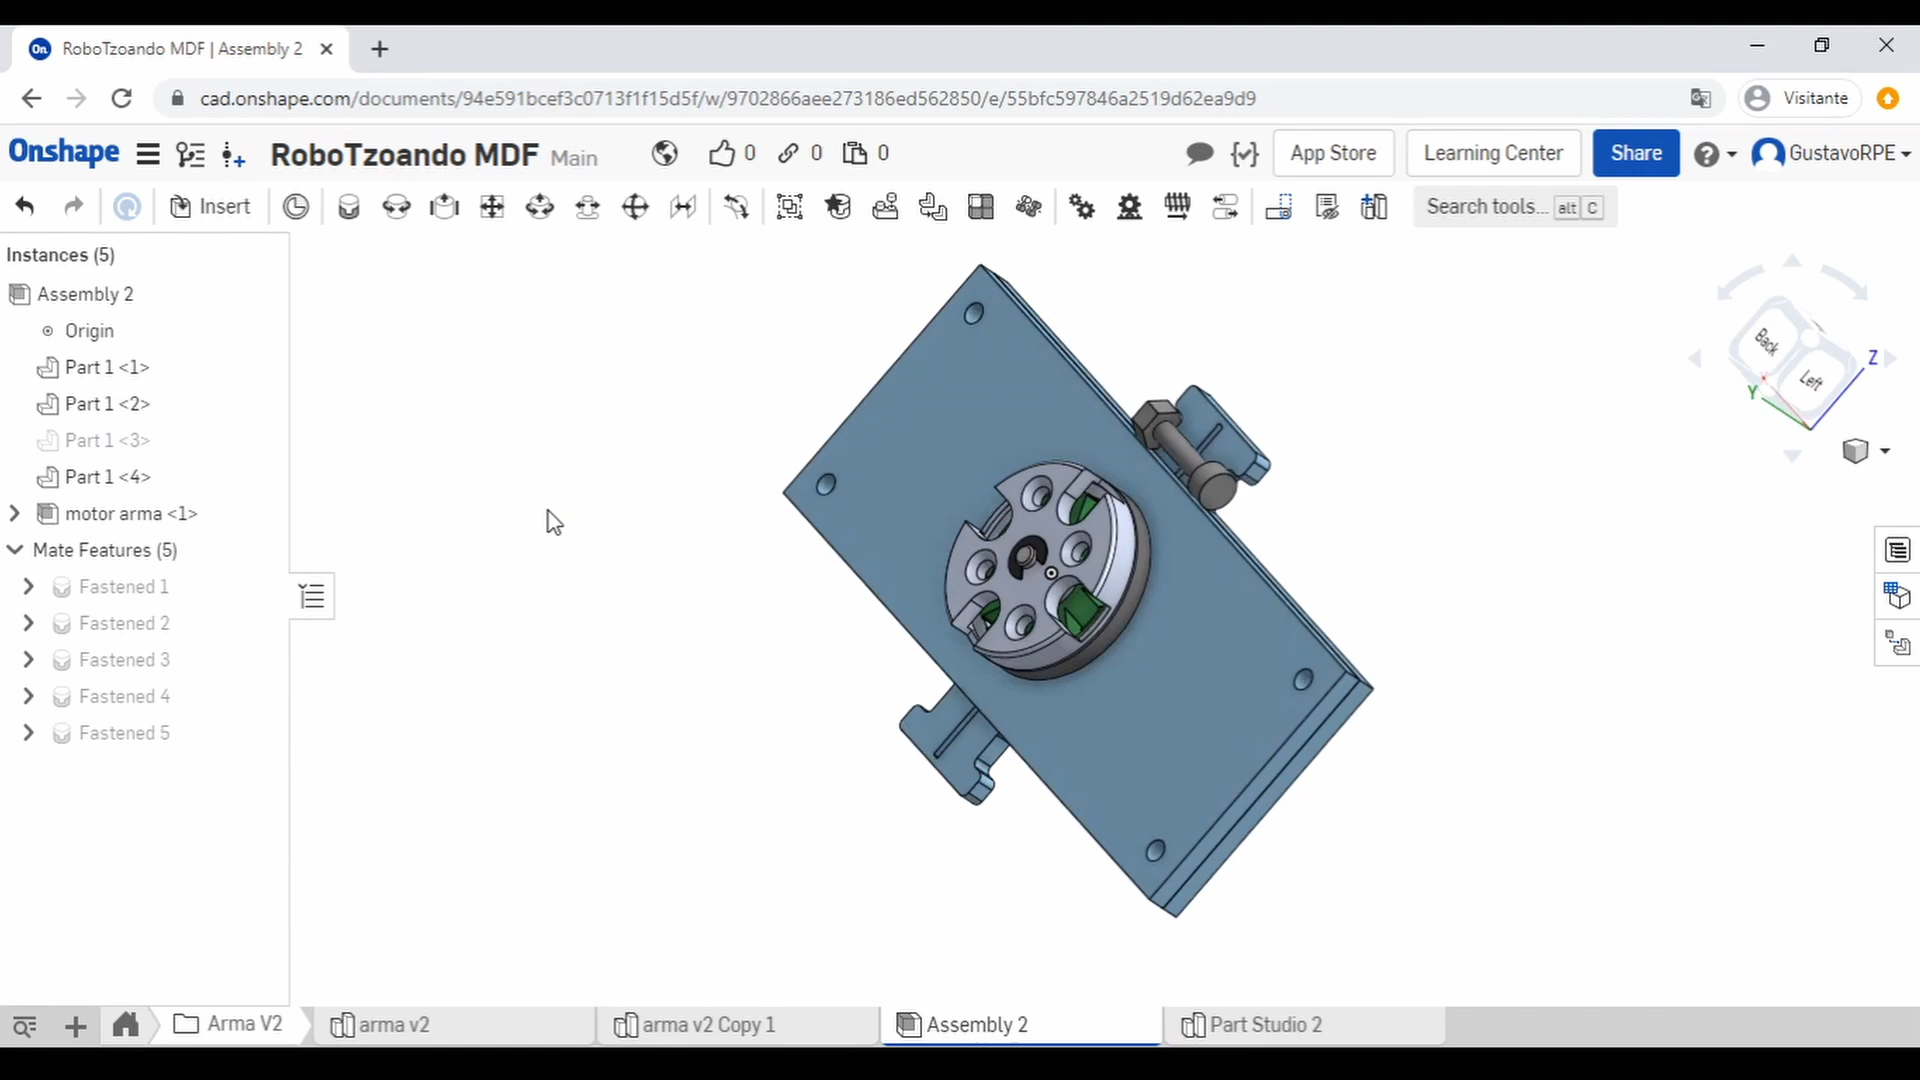 On RoboTzoando MDF | Assembly 2
cad.onshape.com/documents/94e591bcef3c0713f1f15d5f/w/9702866aee273186ed562850/e/55bfc597846a2519d62ea9d9
Visitante
Onshape RoboTzoando MDF Main 0 0 0 App Store Learning Center Share GustavoRPE
Insert Search tools... alt C
Instances (5)
Assembly 2
Origin
Part 1 <1>
Part 1 <2>
Part 1 <3>
Part 1 <4>
motor arma <1>
Mate Features (5)
Fastened 1
Fastened 2
Fastened 3
Fastened 4
Fastened 5
Back
Left
Z
Y
Arma V2 arma v2 arma v2 Copy 1 Assembly 2 Part Studio 2